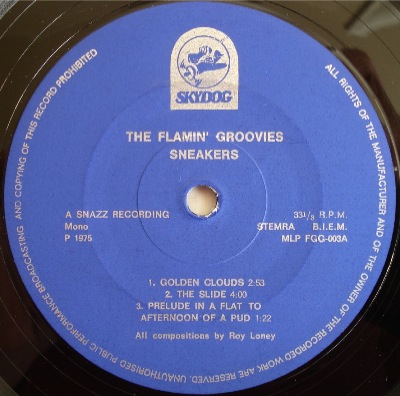 SKYDOG
THE FLAMIN' GROOVIES
SNEAKERS
A SNAZZ RECORDING
Mono
P 1975
33 1/3 R.P.M.
STEMRA B.I.E.M.
MLP FGG-003A
1. GOLDEN CLOUDS 2:53
2. THE SLIDE 4:00
3. PRELUDE IN A FLAT TO
AFTERNOON OF A PUD 1:22
All compositions by Roy Loney
ALL RIGHTS OF THE MANUFACTURER AND OF THE OWNER OF THE RECORDED WORK ARE RESERVED. UNAUTHORISED PUBLIC PERFORMANCE BROADCASTING AND COPYING OF THIS RECORD PROHIBITED